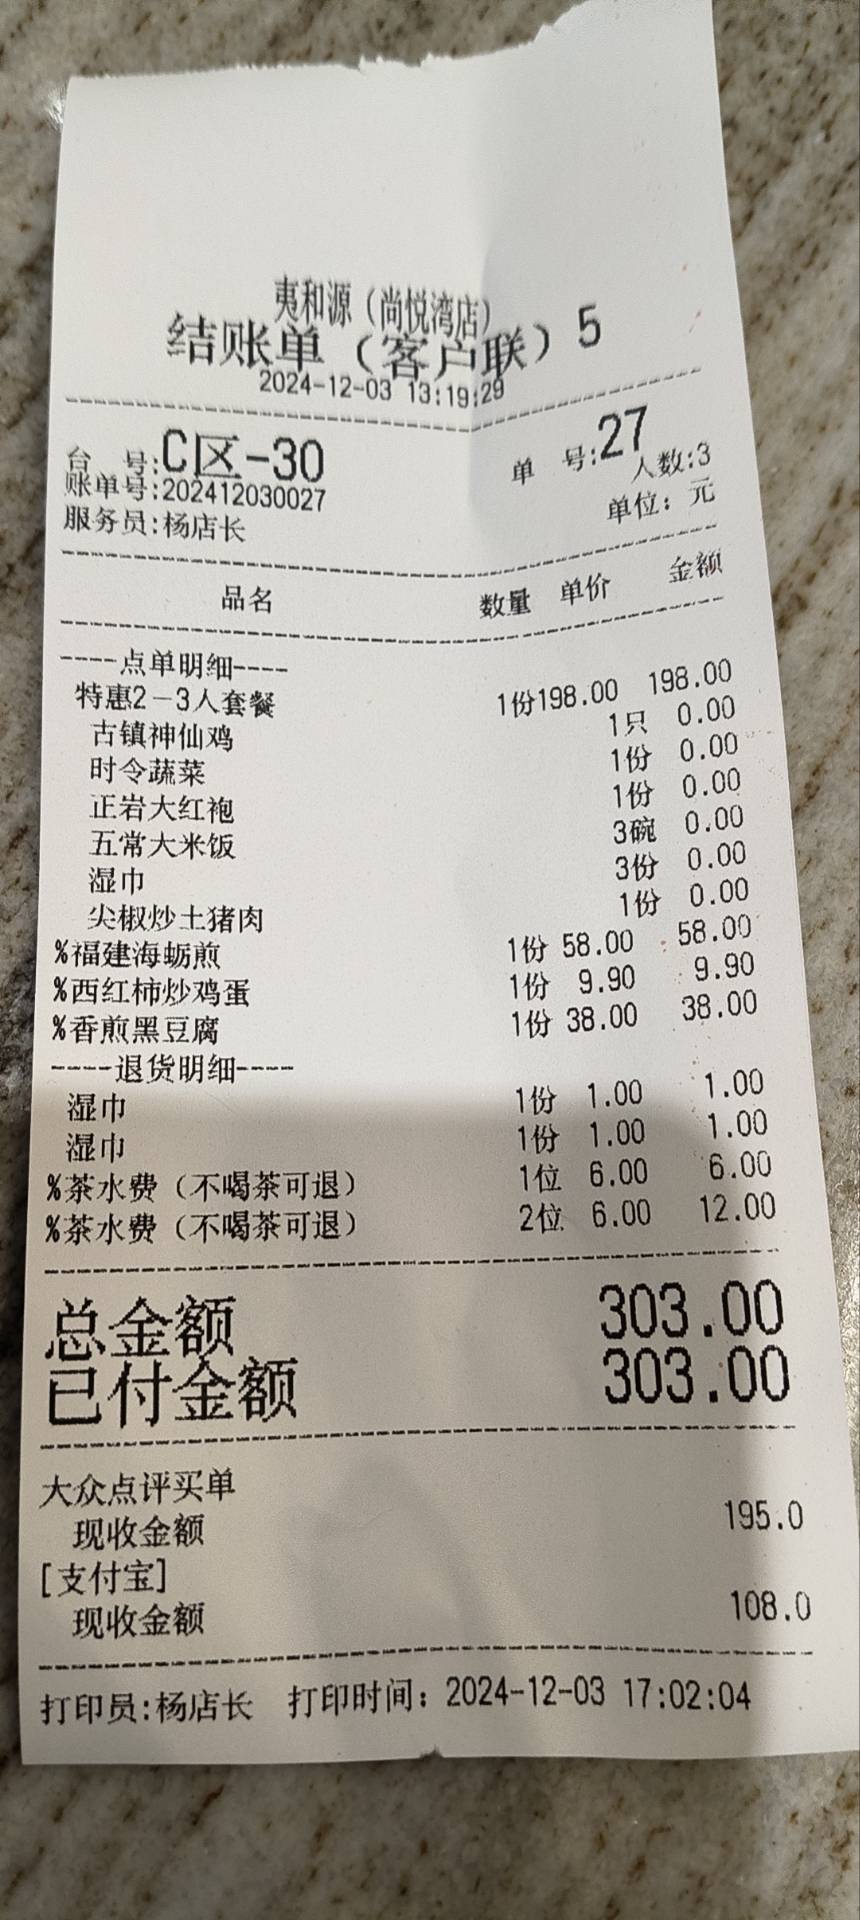 夷和源（尚悦湾店）
结账单（客户联）5
2024-12-03 13:19:29
台 号:C区-30 单 号:27
账单号:202412030027 人数:3
服务员:杨店长 单位：元
品名 数量 单价 金额
----点单明细----
特惠2-3人套餐 1份198.00 198.00
古镇神仙鸡 1只 0.00
时令蔬菜 1份 0.00
正岩大红袍 1份 0.00
五常大米饭 3碗 0.00
湿巾 3份 0.00
尖椒炒土猪肉 1份 0.00
%福建海蛎煎 1份 58.00 58.00
%西红柿炒鸡蛋 1份 9.90 9.90
%香煎黑豆腐 1份 38.00 38.00
----退货明细----
湿巾 1份 1.00 1.00
湿巾 1份 1.00 1.00
%茶水费（不喝茶可退） 1位 6.00 6.00
%茶水费（不喝茶可退） 2位 6.00 12.00
总金额 303.00
已付金额 303.00
大众点评买单
现收金额 195.0
[支付宝]
现收金额 108.0
打印员:杨店长 打印时间：2024-12-03 17:02:04